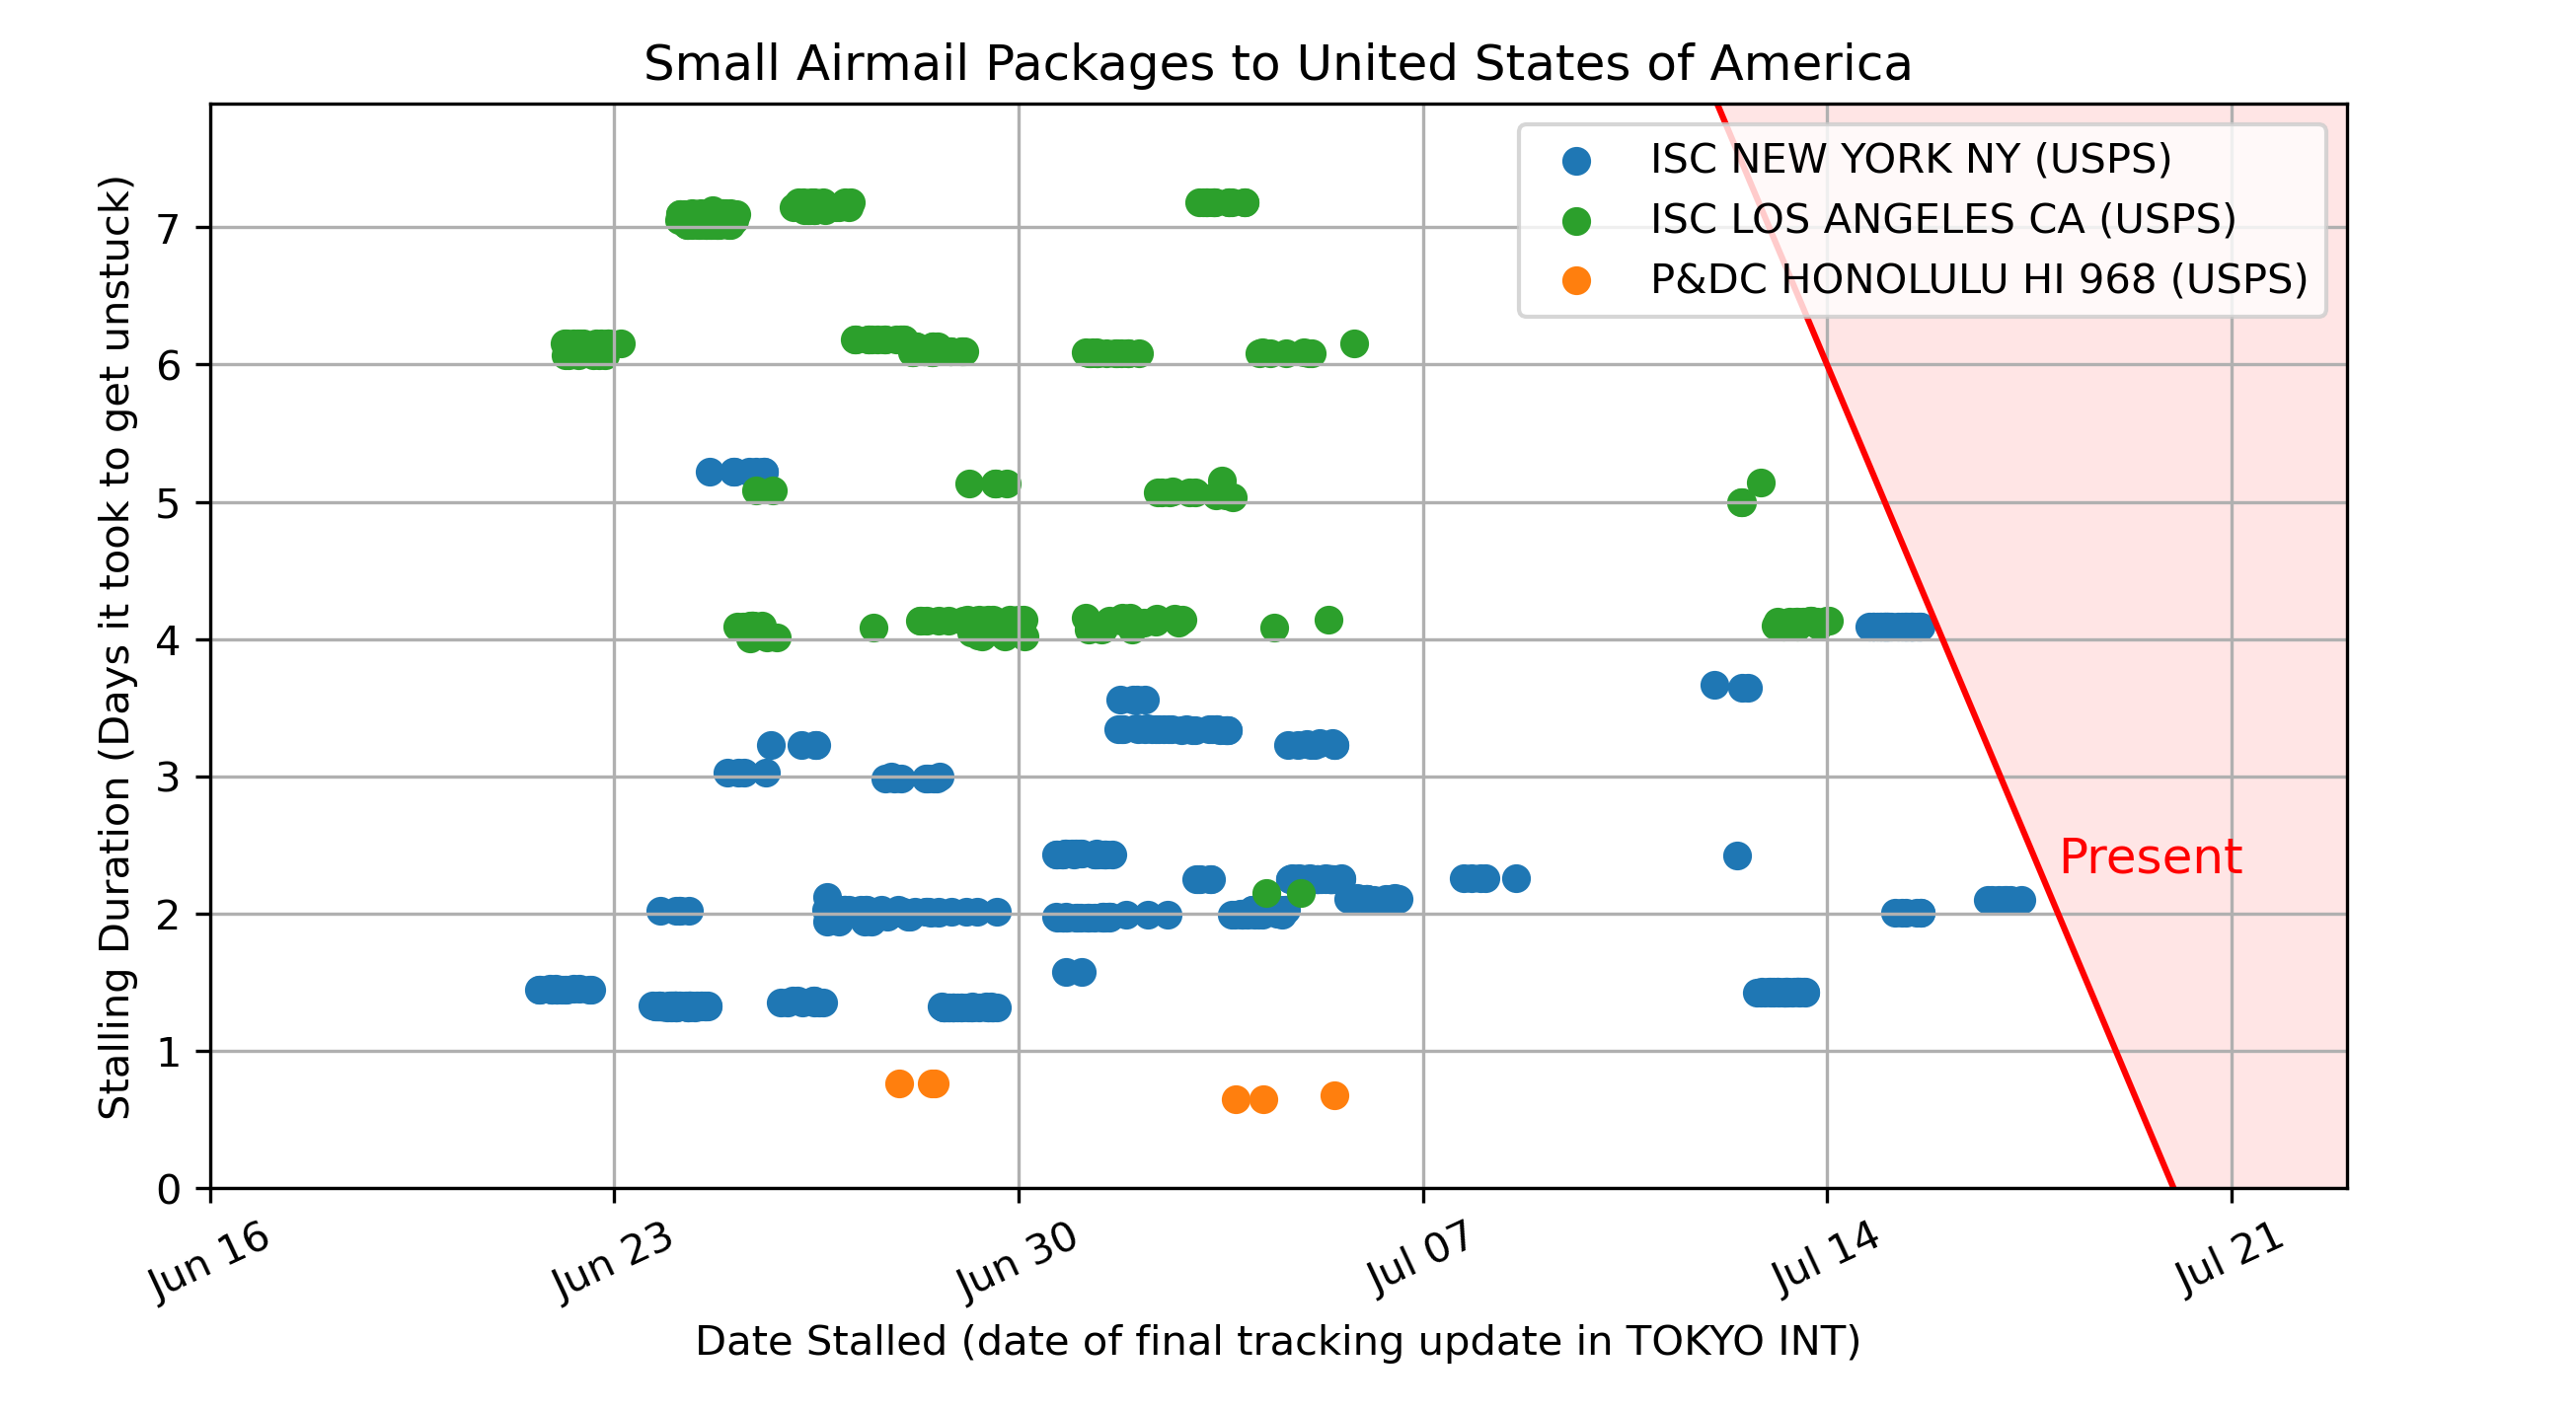 Small Airmail Packages to United States of America
ISC NEW YORK NY (USPS)
ISC LOS ANGELES CA (USPS)
P&DC HONOLULU HI 968 (USPS)
Stalling Duration (Days it took to get unstuck)
7
6
5
4
3
2
1
0
Present
Jun 16
Jun 23
Jun 30
Jul 07
Jul 14
Jul 21
Date Stalled (date of final tracking update in TOKYO INT)